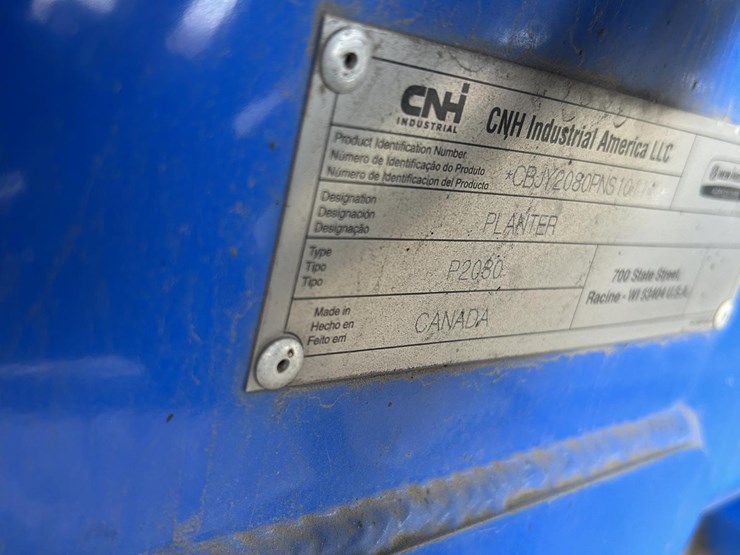 CNH
INDUSTRIAL
CNH Industrial America LLC
Product Identification Number
Número de Identificação do Produto
Número de Identificacion del Producto
Designation
Designación
Designação
PLANTER
Type
Tipo
Tipo
P2080
700 State Street,
Racine - WI 53404 U.S.A.
Made in
Hecho en
Feito em
CANADA